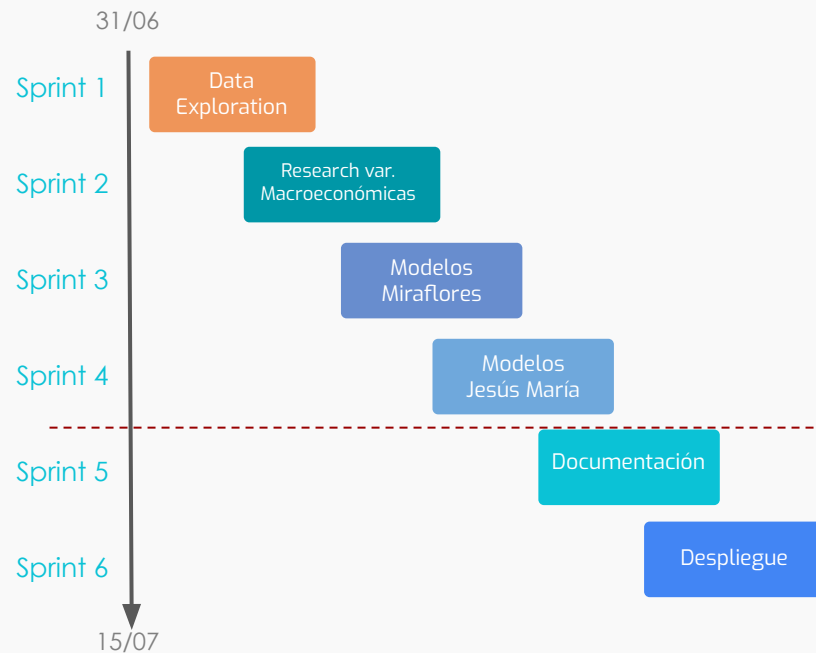 31/06
Sprint 1
Data
Exploration
Sprint 2
Research var.
Macroeconómicas
Sprint 3
Modelos
Miraflores
Sprint 4
Modelos
Jesús María
Sprint 5
Documentación
Sprint 6
Despliegue
15/07